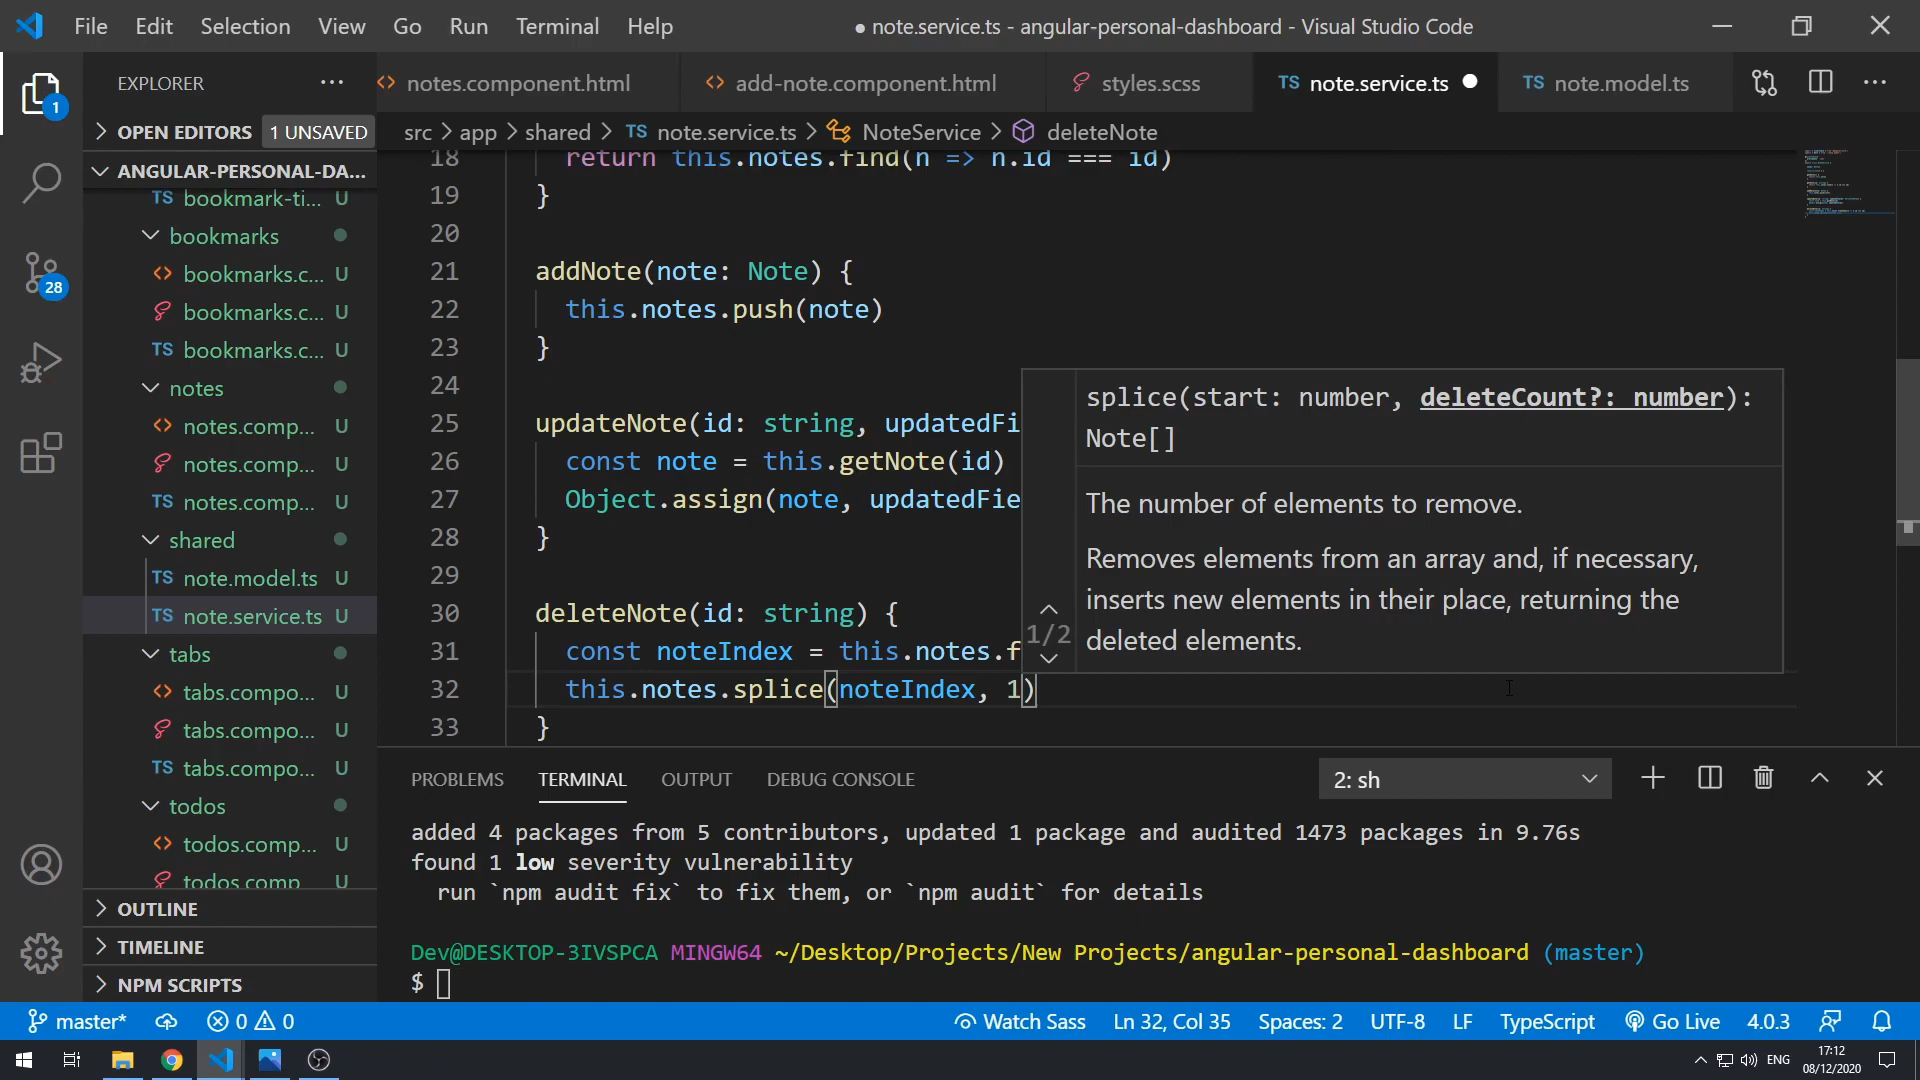 File Edit Selection View Go Run Terminal Help
● note.service.ts - angular-personal-dashboard - Visual Studio Code
EXPLORER
notes.component.html
add-note.component.html
styles.scss
TS note.service.ts
TS note.model.ts
1
OPEN EDITORS 1 UNSAVED
src > app > shared > TS note.service.ts > NoteService > deleteNote
ANGULAR-PERSONAL-DA...
TS bookmark-ti... U
bookmarks
bookmarks.c... U
bookmarks.c... U
TS bookmarks.c... U
notes
notes.comp... U
notes.comp... U
TS notes.comp... U
shared
TS note.model.ts U
TS note.service.ts U
tabs
tabs.compo... U
tabs.compo... U
TS tabs.compo... U
todos
todos.comp... U
todos.comp U
28
OUTLINE
TIMELINE
NPM SCRIPTS
18 return this.notes.find(n => n.id === id)
19 }
20
21 addNote(note: Note) {
22 this.notes.push(note)
23 }
24
25 updateNote(id: string, updatedFi
26 const note = this.getNote(id)
27 Object.assign(note, updatedFie
28 }
29
30 deleteNote(id: string) {
31 const noteIndex = this.notes.f
32 this.notes.splice(noteIndex, 1)
33 }
splice(start: number, deleteCount?: number):
Note[]
The number of elements to remove.
Removes elements from an array and, if necessary,
inserts new elements in their place, returning the
deleted elements.
1/2
PROBLEMS TERMINAL OUTPUT DEBUG CONSOLE
2: sh
added 4 packages from 5 contributors, updated 1 package and audited 1473 packages in 9.76s
found 1 low severity vulnerability
run `npm audit fix` to fix them, or `npm audit` for details
Dev@DESKTOP-3IVSPCA MINGW64 ~/Desktop/Projects/New Projects/angular-personal-dashboard (master)
$
master* 0 0 Watch Sass Ln 32, Col 35 Spaces: 2 UTF-8 LF TypeScript Go Live 4.0.3
ENG
17:12
08/12/2020